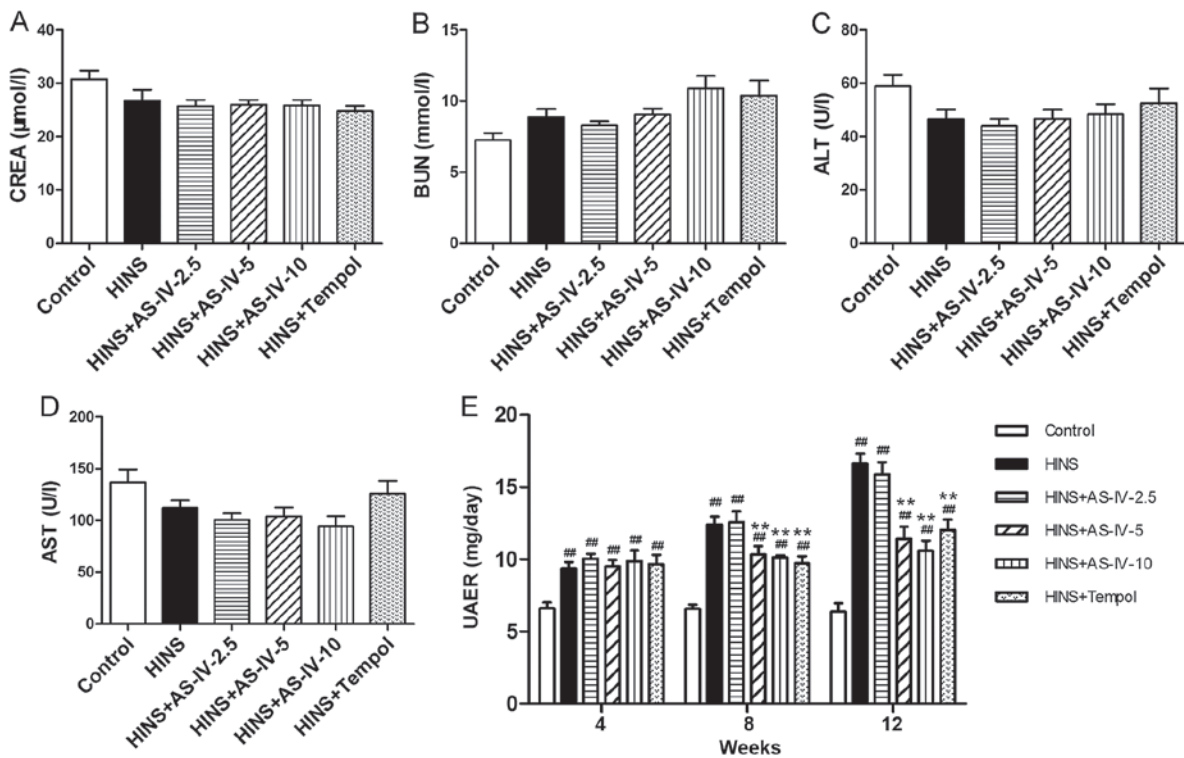 A
CREA (µmol/l)
40
30
20
10
0
Control
HINS
HINS+AS-IV-2.5
HINS+AS-IV-5
HINS+AS-IV-10
HINS+Tempol
B
BUN (mmol/l)
15
10
5
0
Control
HINS
HINS+AS-IV-2.5
HINS+AS-IV-5
HINS+AS-IV-10
HINS+Tempol
C
ALT (U/l)
80
60
40
20
0
Control
HINS
HINS+AS-IV-2.5
HINS+AS-IV-5
HINS+AS-IV-10
HINS+Tempol
D
AST (U/l)
200
150
100
50
0
Control
HINS
HINS+AS-IV-2.5
HINS+AS-IV-5
HINS+AS-IV-10
HINS+Tempol
E
UAER (mg/day)
20
15
10
5
0
## ## ## ## ##
## ## **
## **
## **
##
## ## **
## **
## **
##
4 8 12
Weeks
Control
HINS
HINS+AS-IV-2.5
HINS+AS-IV-5
HINS+AS-IV-10
HINS+Tempol